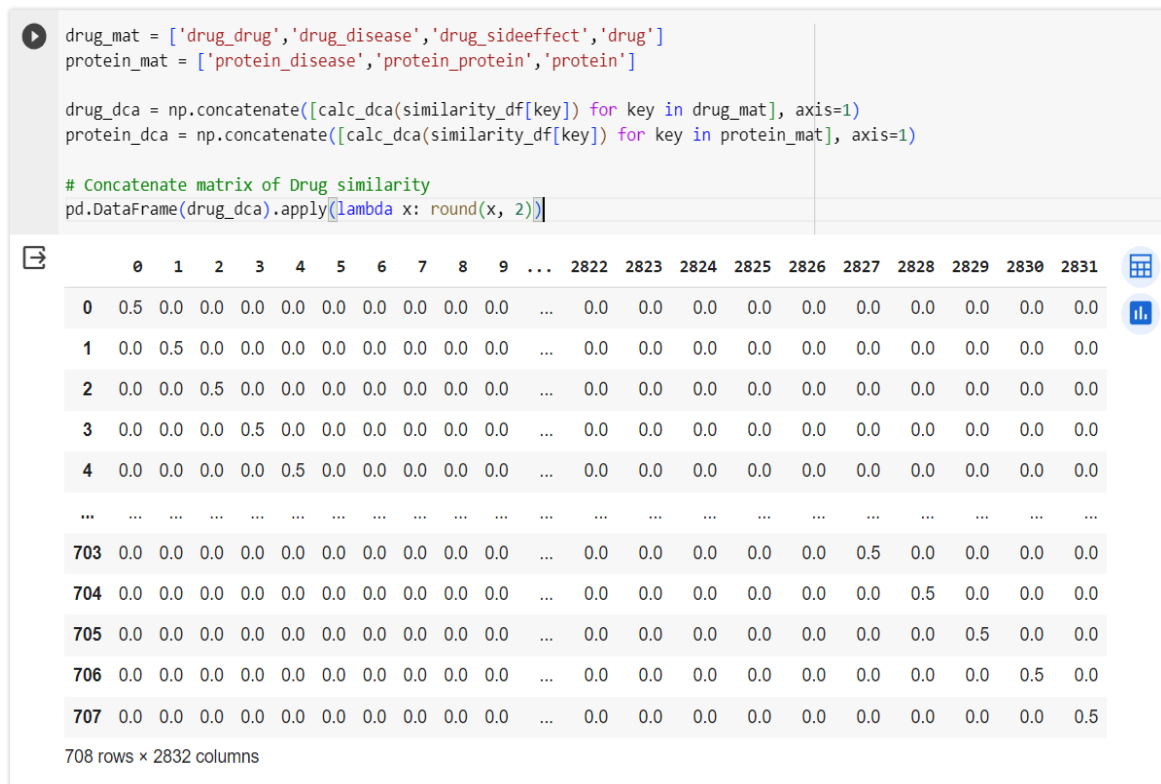 drug_mat = ['drug_drug','drug_disease','drug_sideeffect','drug']
protein_mat = ['protein_disease','protein_protein','protein']
drug_dca = np.concatenate([calc_dca(similarity_df[key]) for key in drug_mat], axis=1)
protein_dca = np.concatenate([calc_dca(similarity_df[key]) for key in protein_mat], axis=1)
# Concatenate matrix of Drug similarity
pd.DataFrame(drug_dca).apply(lambda x: round(x, 2))
0 1 2 3 4 5 6 7 8 9 ... 2822 2823 2824 2825 2826 2827 2828 2829 2830 2831
0 0.5 0.0 0.0 0.0 0.0 0.0 0.0 0.0 0.0 0.0 ... 0.0 0.0 0.0 0.0 0.0 0.0 0.0 0.0 0.0 0.0
1 0.0 0.5 0.0 0.0 0.0 0.0 0.0 0.0 0.0 0.0 ... 0.0 0.0 0.0 0.0 0.0 0.0 0.0 0.0 0.0 0.0
2 0.0 0.0 0.5 0.0 0.0 0.0 0.0 0.0 0.0 0.0 ... 0.0 0.0 0.0 0.0 0.0 0.0 0.0 0.0 0.0 0.0
3 0.0 0.0 0.0 0.5 0.0 0.0 0.0 0.0 0.0 0.0 ... 0.0 0.0 0.0 0.0 0.0 0.0 0.0 0.0 0.0 0.0
4 0.0 0.0 0.0 0.0 0.5 0.0 0.0 0.0 0.0 0.0 ... 0.0 0.0 0.0 0.0 0.0 0.0 0.0 0.0 0.0 0.0
... ... ... ... ... ... ... ... ... ... ... ... ... ... ... ... ... ... ... ... ... ...
703 0.0 0.0 0.0 0.0 0.0 0.0 0.0 0.0 0.0 0.0 ... 0.0 0.0 0.0 0.0 0.0 0.5 0.0 0.0 0.0 0.0
704 0.0 0.0 0.0 0.0 0.0 0.0 0.0 0.0 0.0 0.0 ... 0.0 0.0 0.0 0.0 0.0 0.0 0.5 0.0 0.0 0.0
705 0.0 0.0 0.0 0.0 0.0 0.0 0.0 0.0 0.0 0.0 ... 0.0 0.0 0.0 0.0 0.0 0.0 0.0 0.5 0.0 0.0
706 0.0 0.0 0.0 0.0 0.0 0.0 0.0 0.0 0.0 0.0 ... 0.0 0.0 0.0 0.0 0.0 0.0 0.0 0.0 0.5 0.0
707 0.0 0.0 0.0 0.0 0.0 0.0 0.0 0.0 0.0 0.0 ... 0.0 0.0 0.0 0.0 0.0 0.0 0.0 0.0 0.0 0.5
708 rows × 2832 columns